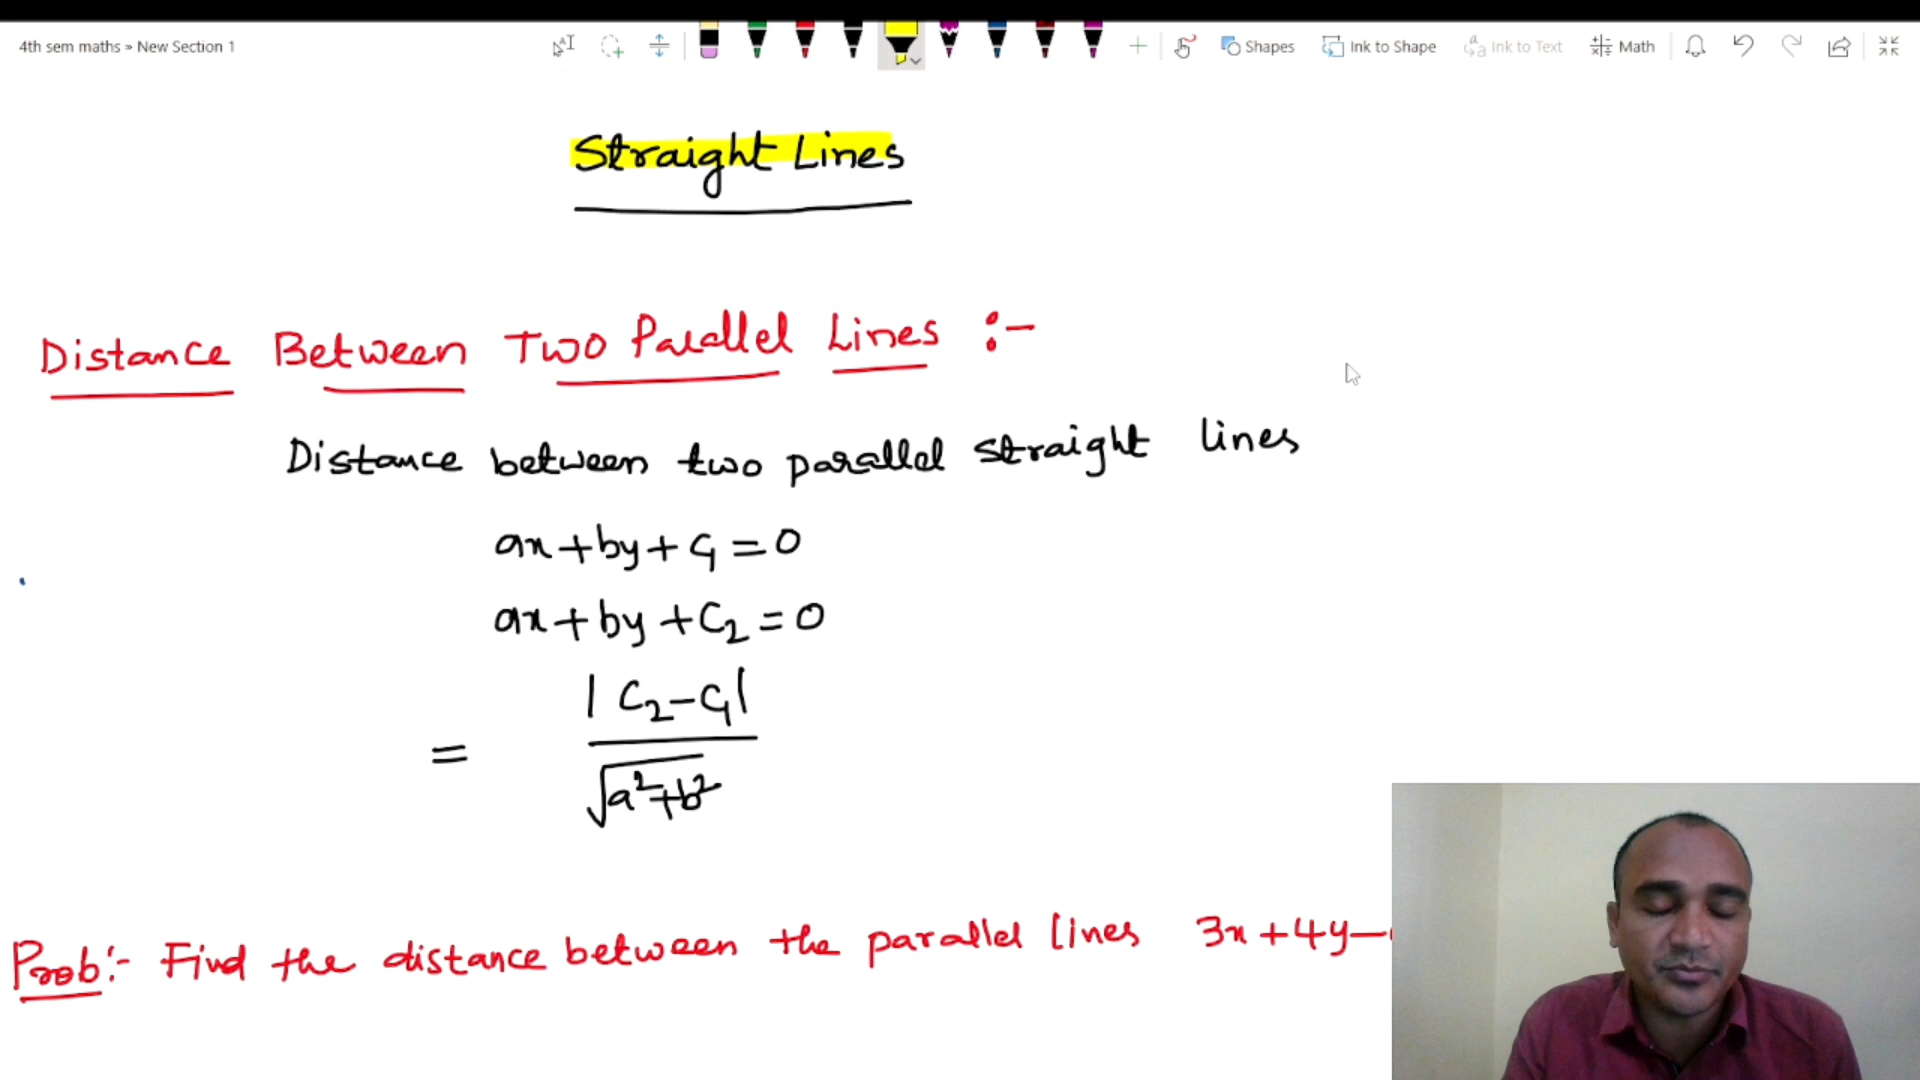 4th sem maths » New Section 1
Shapes Ink to Shape Ink to Text Math
Straight Lines
Distance Between Two Parallel Lines :-
Distance between two parallel straight lines
ax+by+C1=0
ax+by+C2=0
= |C2-C1|
√a²+b²
Prob:- Find the distance between the parallel lines 3x+4y-